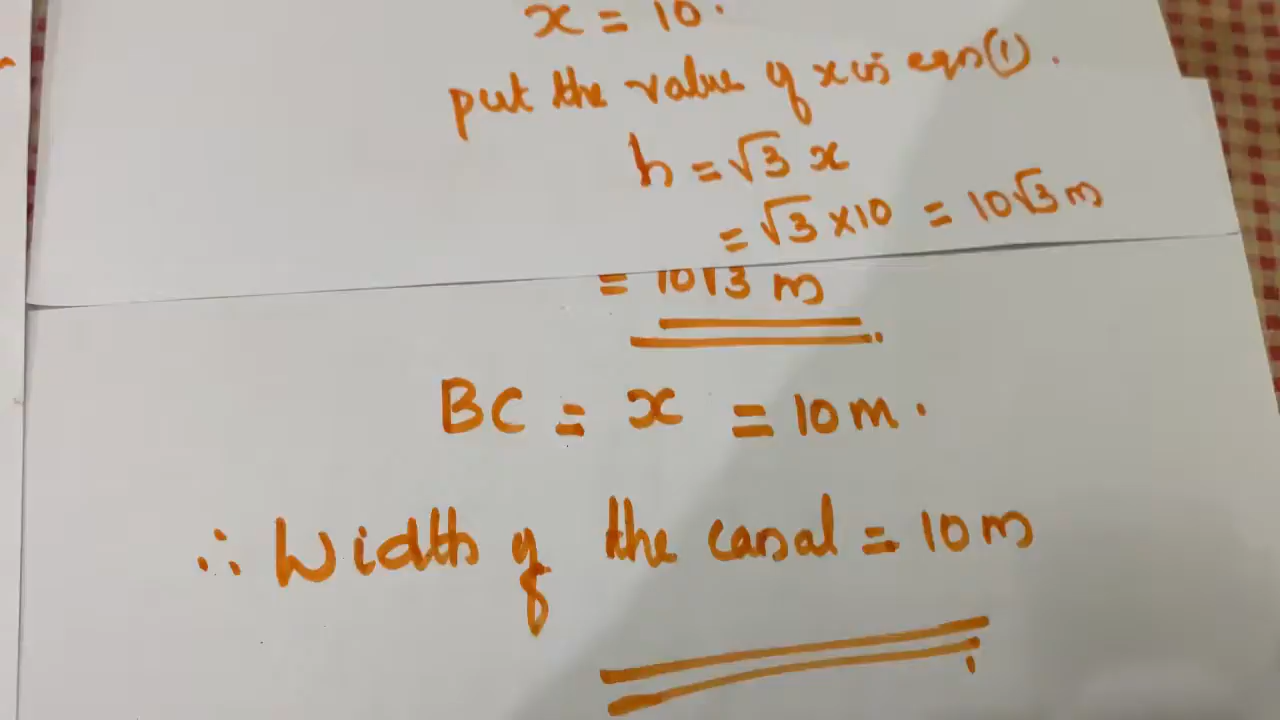 x = 10.
put the value of x in eqn (1).
h = √3 x
= √3 × 10 = 10√3 m
= 10√3 m
BC = x = 10 m.
∴ Width of the canal = 10 m